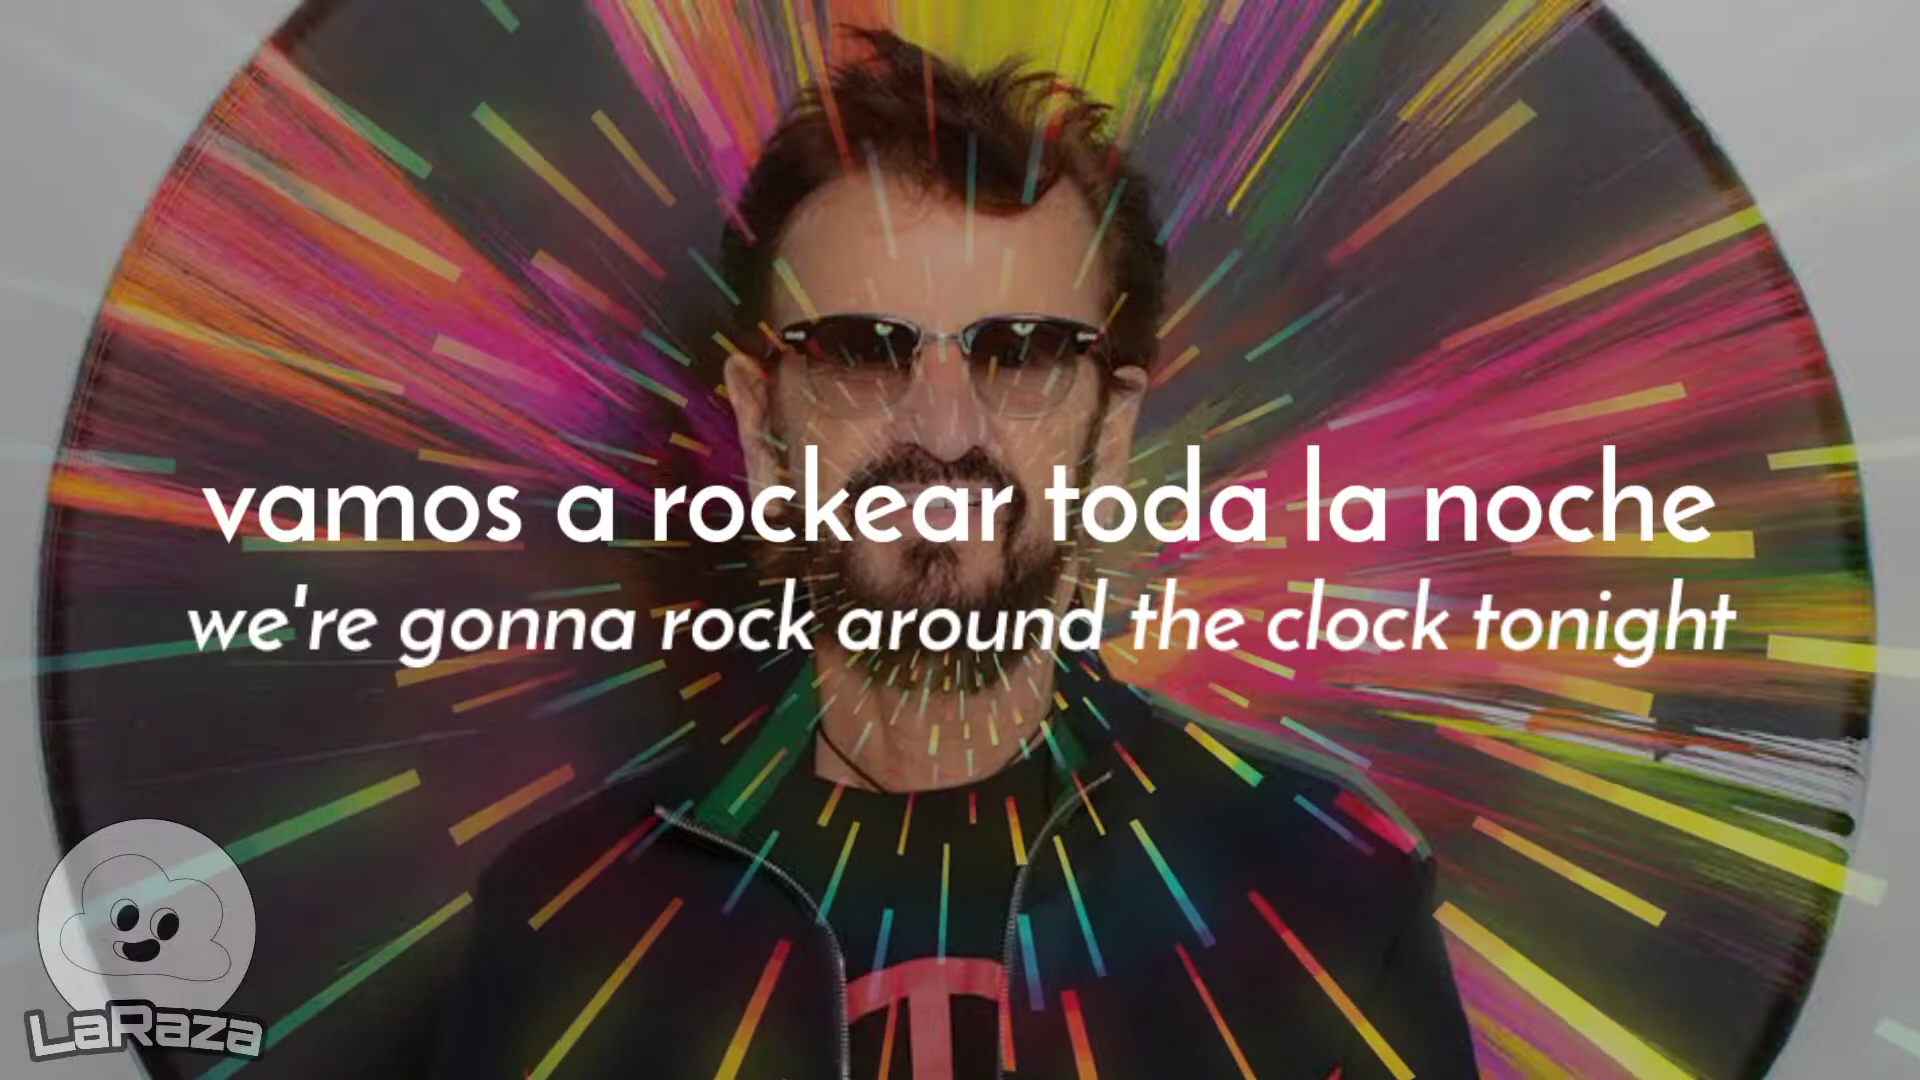 vamos a rockear toda la noche
we're gonna rock around the clock tonight
LaRaza